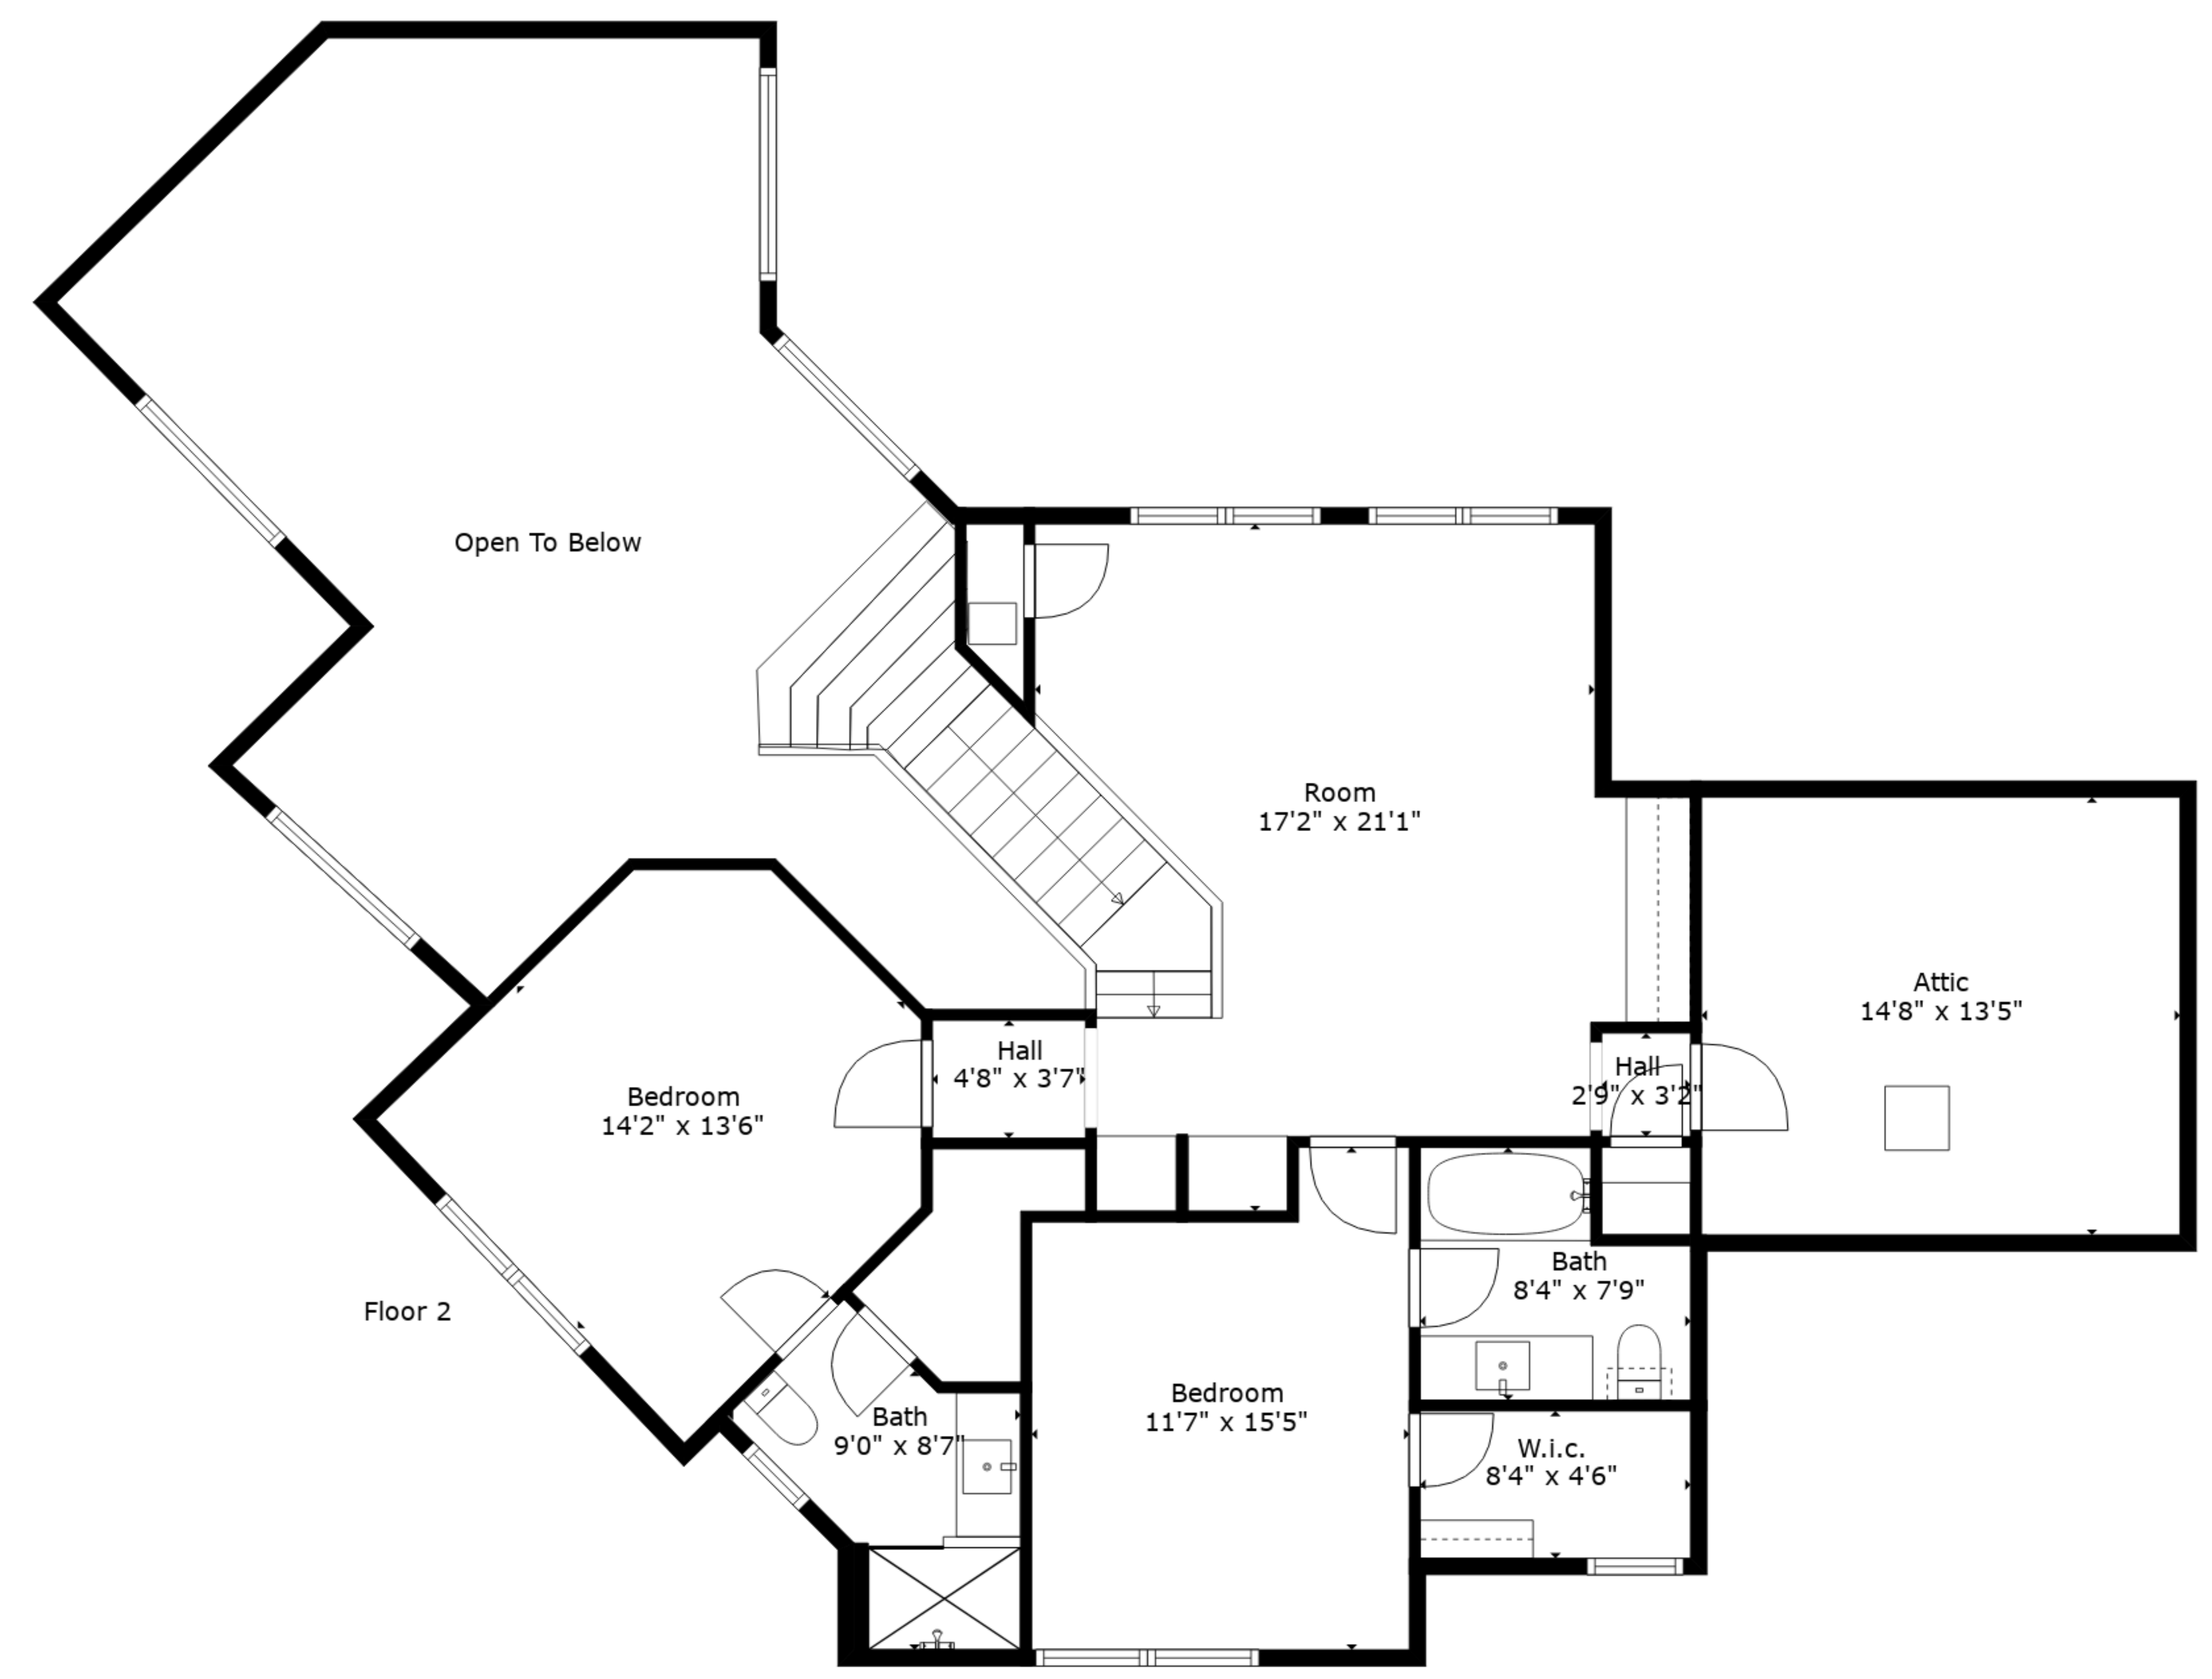 Open To Below
Room
17'2" x 21'1"
Attic
14'8" x 13'5"
Hall
4'8" x 3'7"
Hall
2'9" x 3'2"
Bedroom
14'2" x 13'6"
Bath
8'4" x 7'9"
Floor 2
Bedroom
11'7" x 15'5"
Bath
9'0" x 8'7"
W.i.c.
8'4" x 4'6"